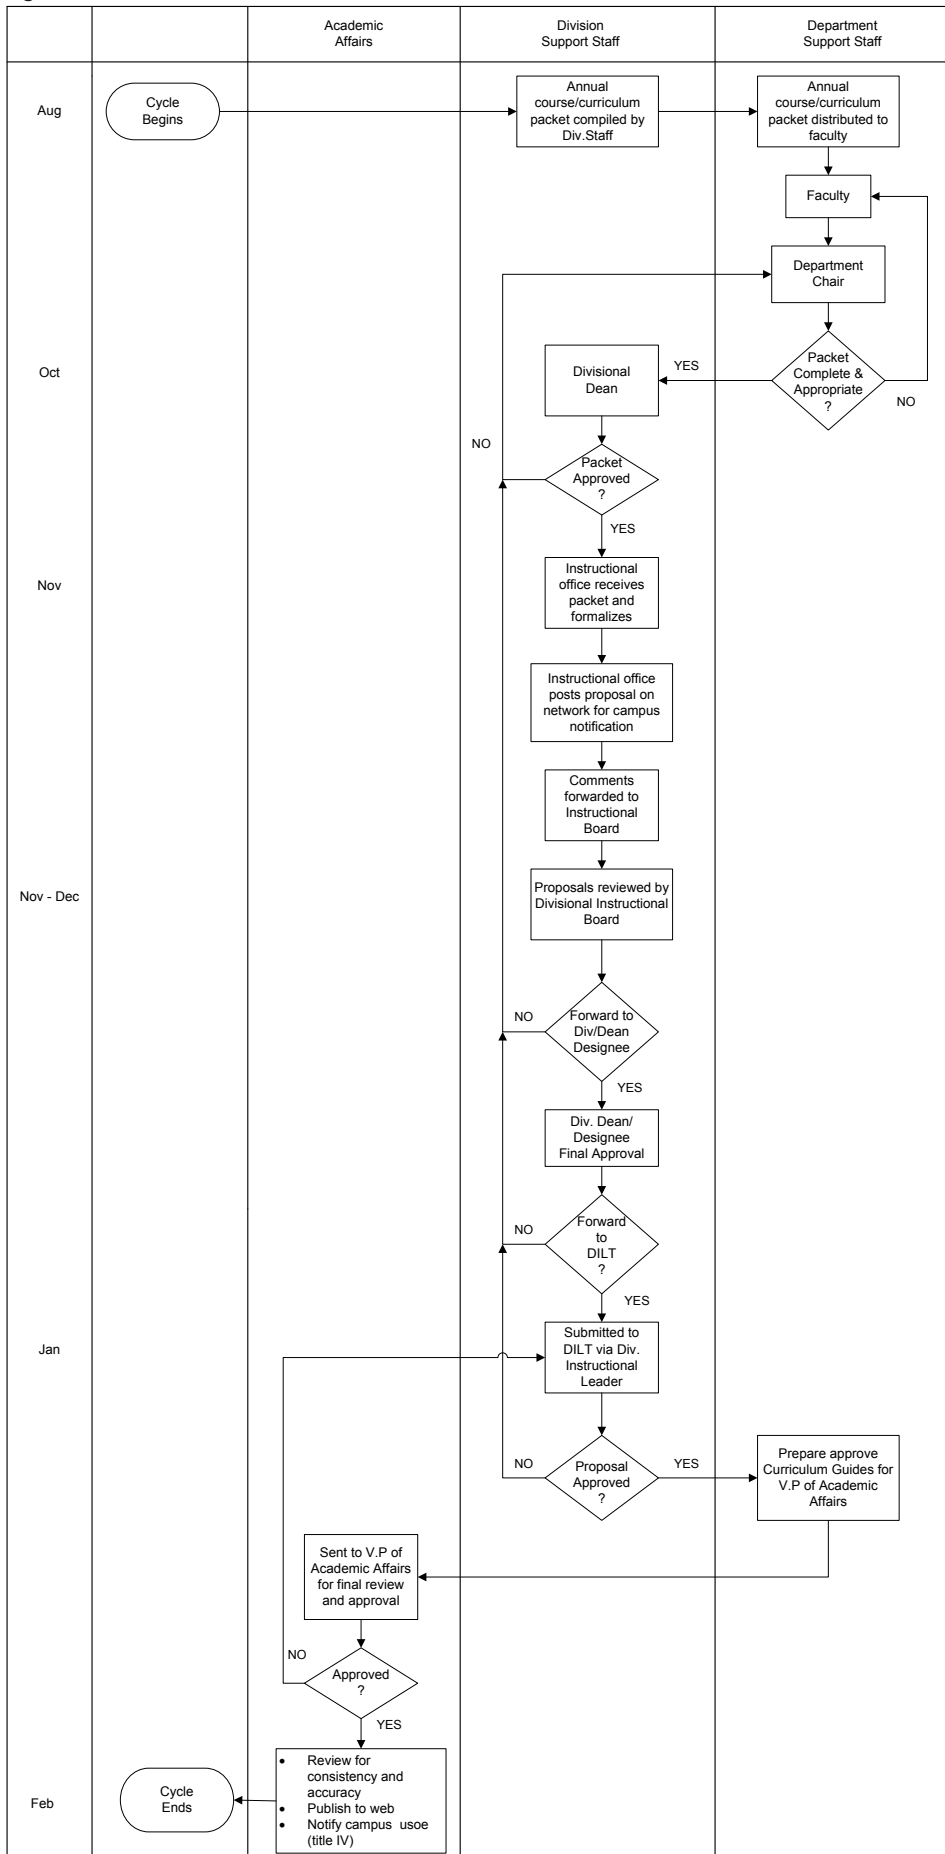 Academic
Affairs
Division
Support Staff
Department
Support Staff
Aug
Cycle
Begins
Annual
course/curriculum
packet compiled by
Div.Staff
Annual
course/curriculum
packet distributed to
faculty
Faculty
Department
Chair
Oct
Divisional
Dean
YES
Packet
Complete &
Appropriate
?
NO
NO
Packet
Approved
?
YES
Nov
Instructional
office receives
packet and
formalizes
Instructional office
posts proposal on
network for campus
notification
Comments
forwarded to
Instructional
Board
Nov - Dec
Proposals reviewed by
Divisional Instructional
Board
NO
Forward to
Div/Dean
Designee
YES
Div. Dean/
Designee
Final Approval
NO
Forward
to
DILT
?
YES
Jan
Submitted to
DILT via Div.
Instructional
Leader
NO
Proposal
Approved
?
YES
Prepare approve
Curriculum Guides for
V.P of Academic
Affairs
Sent to V.P of
Academic Affairs
for final review
and approval
NO
Approved
?
YES
Feb
Cycle
Ends
• Review for
consistency and
accuracy
• Publish to web
• Notify campus usoe
(title IV)